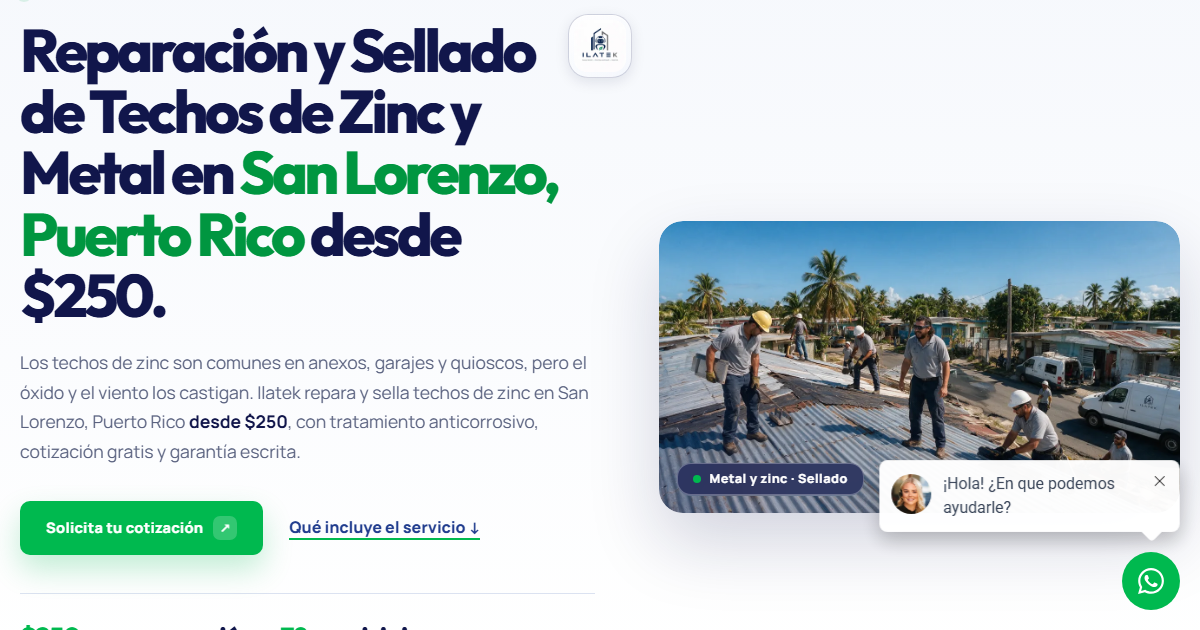 Reparación y Sellado
de Techos de Zinc y
Metal en San Lorenzo,
Puerto Rico desde
$250.
ILATEK
Los techos de zinc son comunes en anexos, garajes y quioscos, pero el
óxido y el viento los castigan. Ilatek repara y sella techos de zinc en San
Lorenzo, Puerto Rico desde $250, con tratamiento anticorrosivo,
cotización gratis y garantía escrita.
Solicita tu cotización ↗
Qué incluye el servicio ↓
Metal y zinc · Sellado
¡Hola! ¿En que podemos
ayudarle?